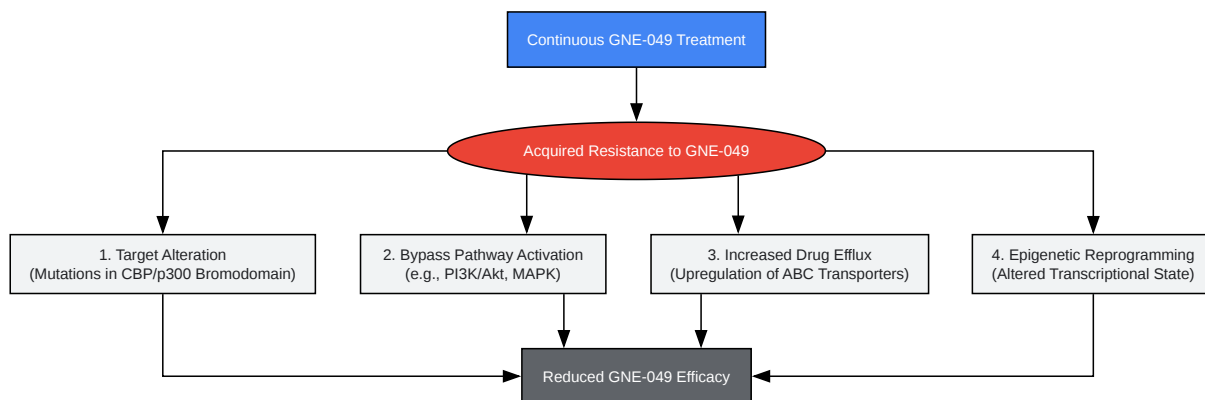 Continuous GNE-049 Treatment
Acquired Resistance to GNE-049
1. Target Alteration
(Mutations in CBP/p300 Bromodomain)
2. Bypass Pathway Activation
(e.g., PI3K/Akt, MAPK)
3. Increased Drug Efflux
(Upregulation of ABC Transporters)
4. Epigenetic Reprogramming
(Altered Transcriptional State)
Reduced GNE-049 Efficacy